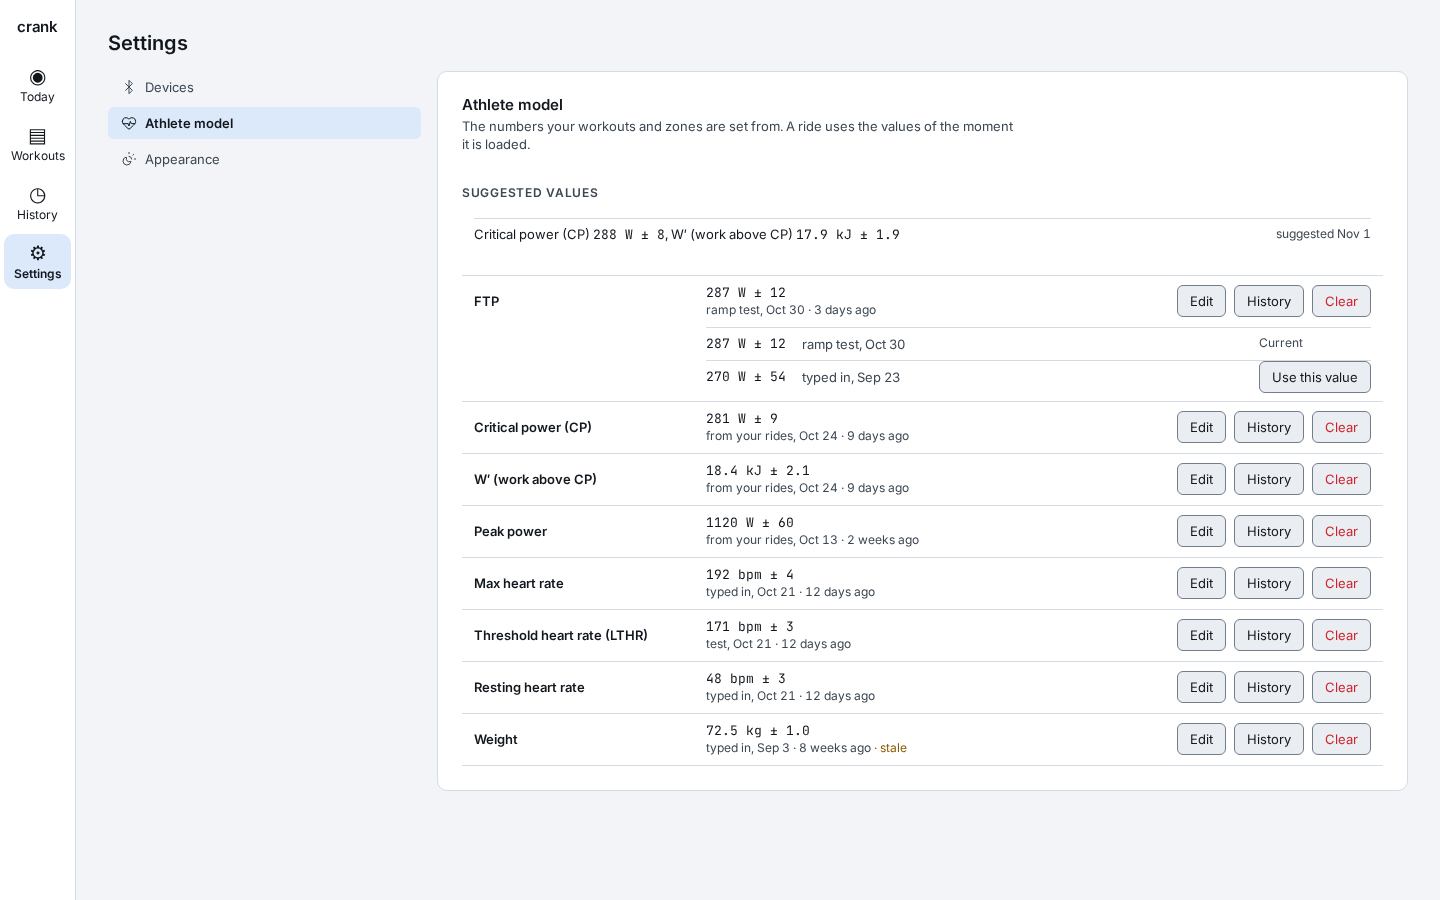 crank
Today
Workouts
History
Settings
Settings
Devices
Athlete model
Appearance
Athlete model
The numbers your workouts and zones are set from. A ride uses the values of the moment
it is loaded.
SUGGESTED VALUES
Critical power (CP) 288 W ± 8, W′ (work above CP) 17.9 kJ ± 1.9 suggested Nov 1
FTP
287 W ± 12
ramp test, Oct 30 · 3 days ago
Edit History Clear
287 W ± 12 ramp test, Oct 30 Current
270 W ± 54 typed in, Sep 23 Use this value
Critical power (CP)
281 W ± 9
from your rides, Oct 24 · 9 days ago
Edit History Clear
W′ (work above CP)
18.4 kJ ± 2.1
from your rides, Oct 24 · 9 days ago
Edit History Clear
Peak power
1120 W ± 60
from your rides, Oct 13 · 2 weeks ago
Edit History Clear
Max heart rate
192 bpm ± 4
typed in, Oct 21 · 12 days ago
Edit History Clear
Threshold heart rate (LTHR)
171 bpm ± 3
test, Oct 21 · 12 days ago
Edit History Clear
Resting heart rate
48 bpm ± 3
typed in, Oct 21 · 12 days ago
Edit History Clear
Weight
72.5 kg ± 1.0
typed in, Sep 3 · 8 weeks ago · stale
Edit History Clear